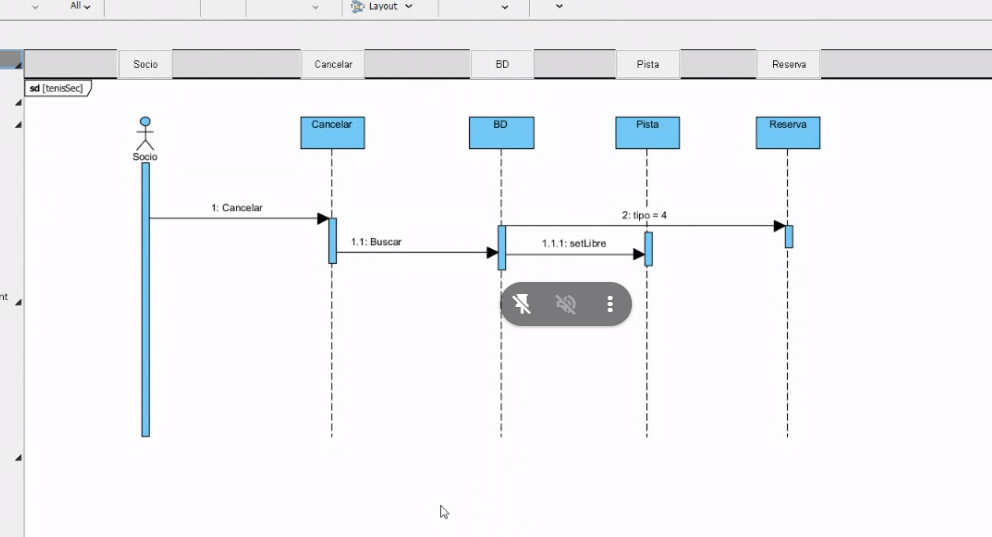 All
Layout
Socio
Cancelar
BD
Pista
Reserva
sd [tenisSec]
Cancelar
BD
Pista
Reserva
Socio
1: Cancelar
2: tipo = 4
1.1: Buscar
1.1.1: setLibre
nt